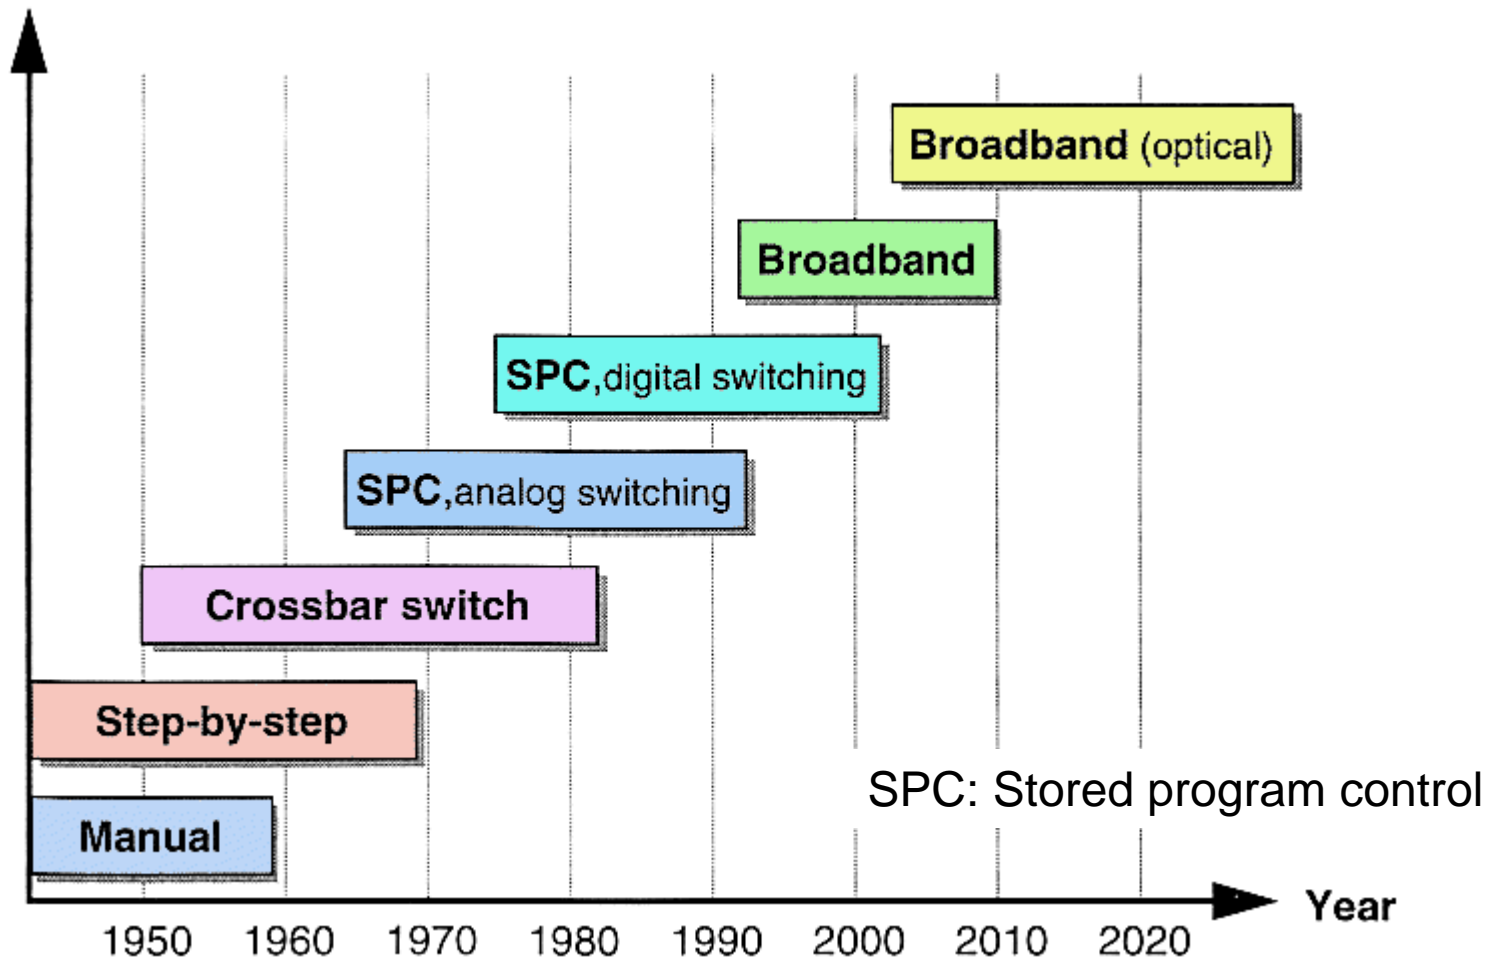 Broadband (optical)
Broadband
SPC,digital switching
SPC,analog switching
Crossbar switch
Step-by-step
SPC: Stored program control
Manual
Year
1950 1960 1970 1980 1990 2000 2010 2020